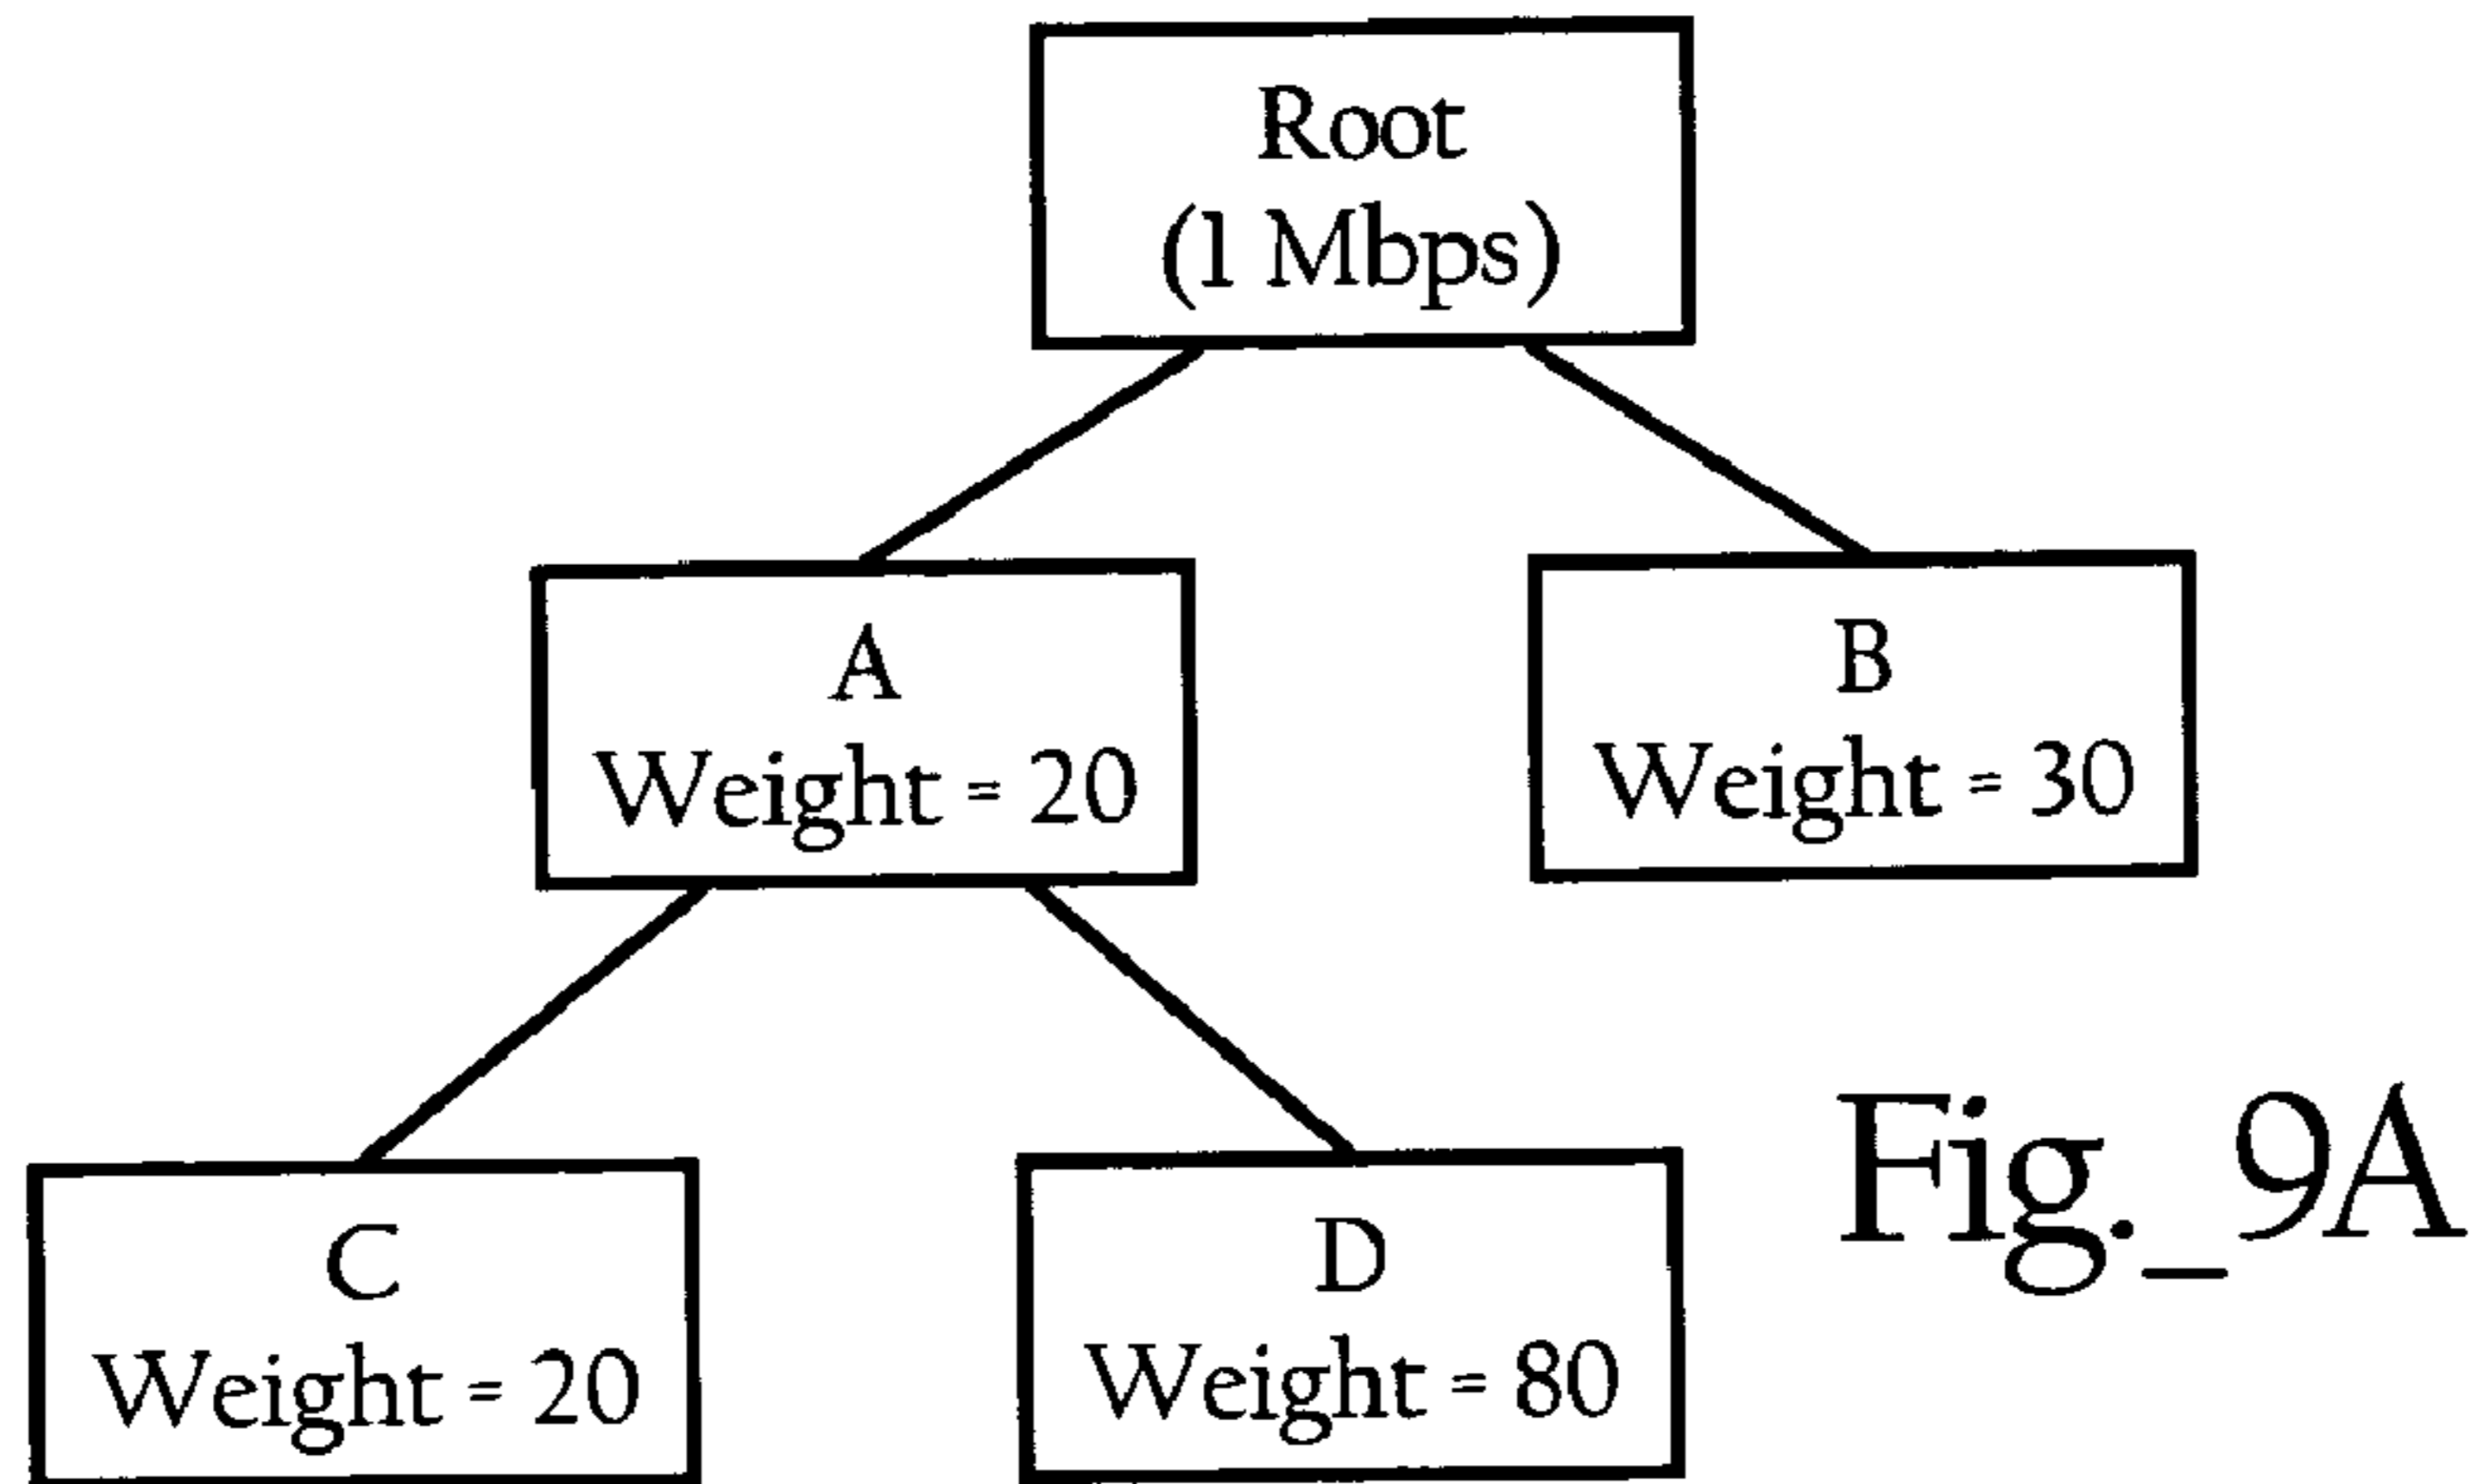 Root
(1 Mbps)
A
Weight = 20
B
Weight = 30
C
Weight = 20
D
Weight = 80
Fig._9A